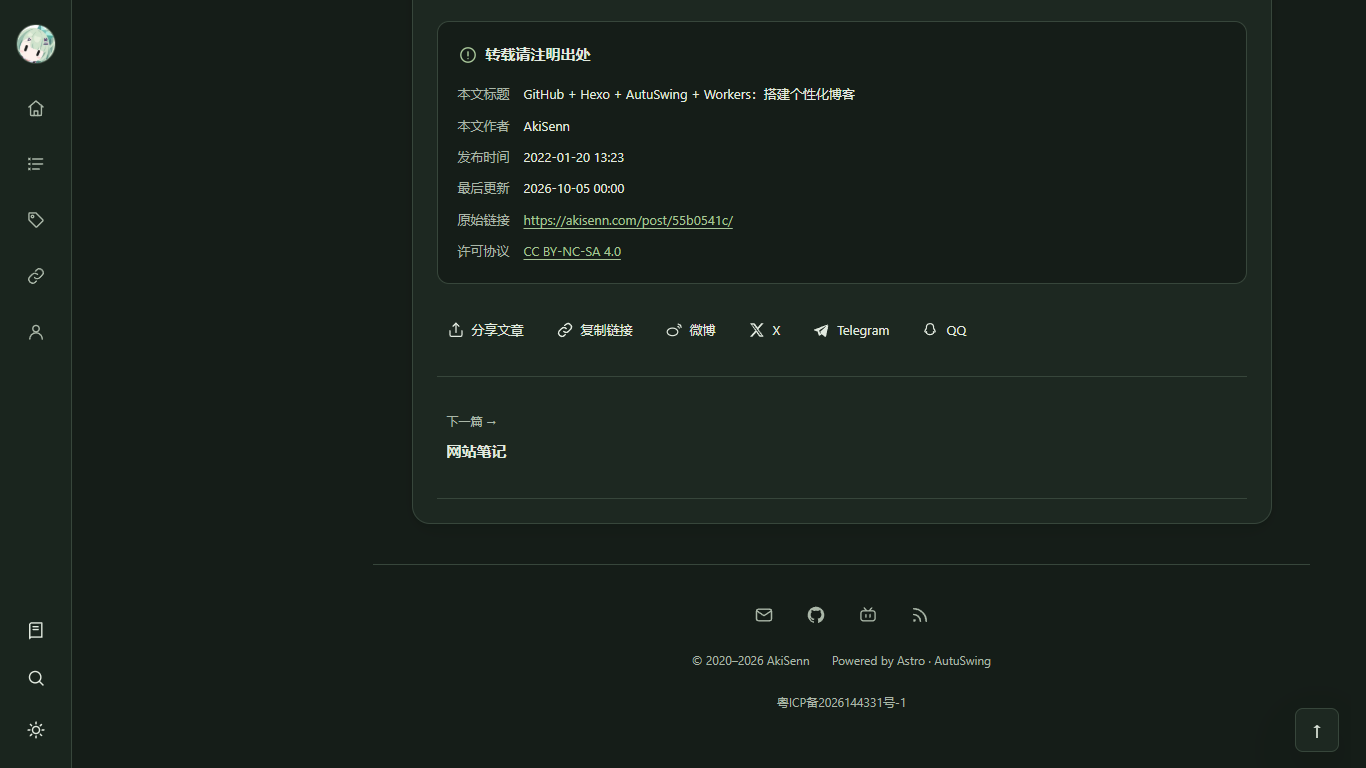 转载请注明出处
本文标题 GitHub + Hexo + AutuSwing + Workers：搭建个性化博客
本文作者 AkiSenn
发布时间 2022-01-20 13:23
最后更新 2026-10-05 00:00
原始链接 https://akisenn.com/post/55b0541c/
许可协议 CC BY-NC-SA 4.0
分享文章 复制链接 微博 X Telegram QQ
下一篇 →
网站笔记
© 2020–2026 AkiSenn Powered by Astro · AutuSwing
粤ICP备2026144331号-1
↑